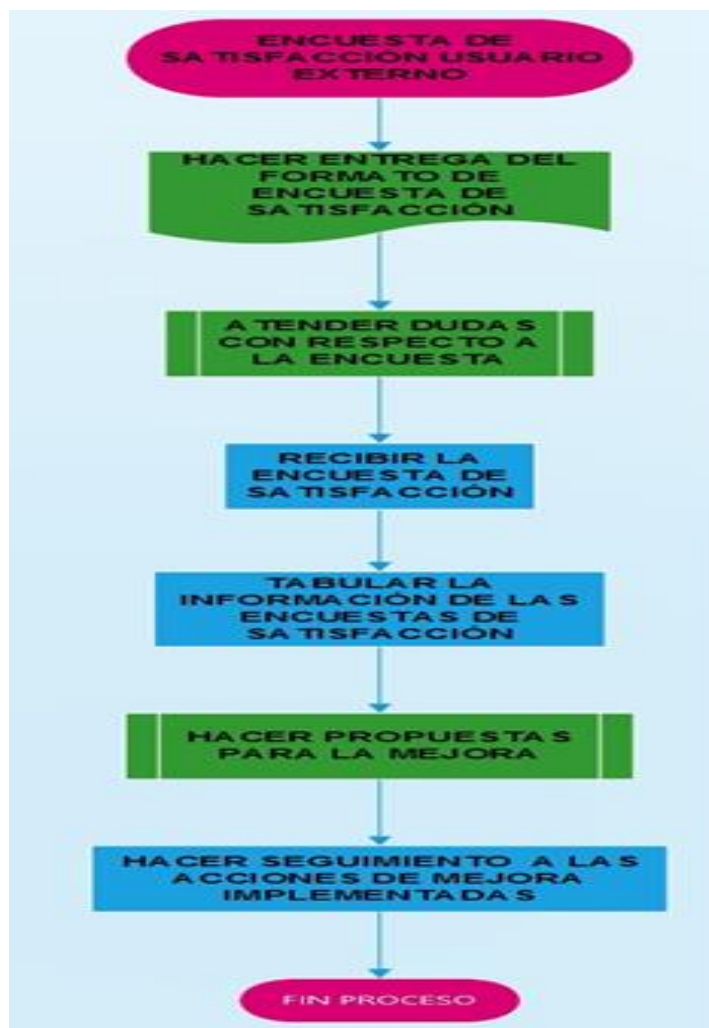 ENCUESTA DE
SATISFACCIÓN USUARIO
EXTERNO
HACER ENTREGA DEL
FORMATO DE
ENCUESTA DE
SATISFACCIÓN
ATENDER DUDAS
CON RESPECTO A
LA ENCUESTA
RECIBIR LA
ENCUESTA DE
SATISFACCIÓN
TABULAR LA
INFORMACIÓN DE LAS
ENCUESTAS DE
SATISFACCIÓN
HACER PROPUESTAS
PARA LA MEJORA
HACER SEGUIMIENTO A LAS
ACCIONES DE MEJORA
IMPLEMENTADAS
FIN PROCESO